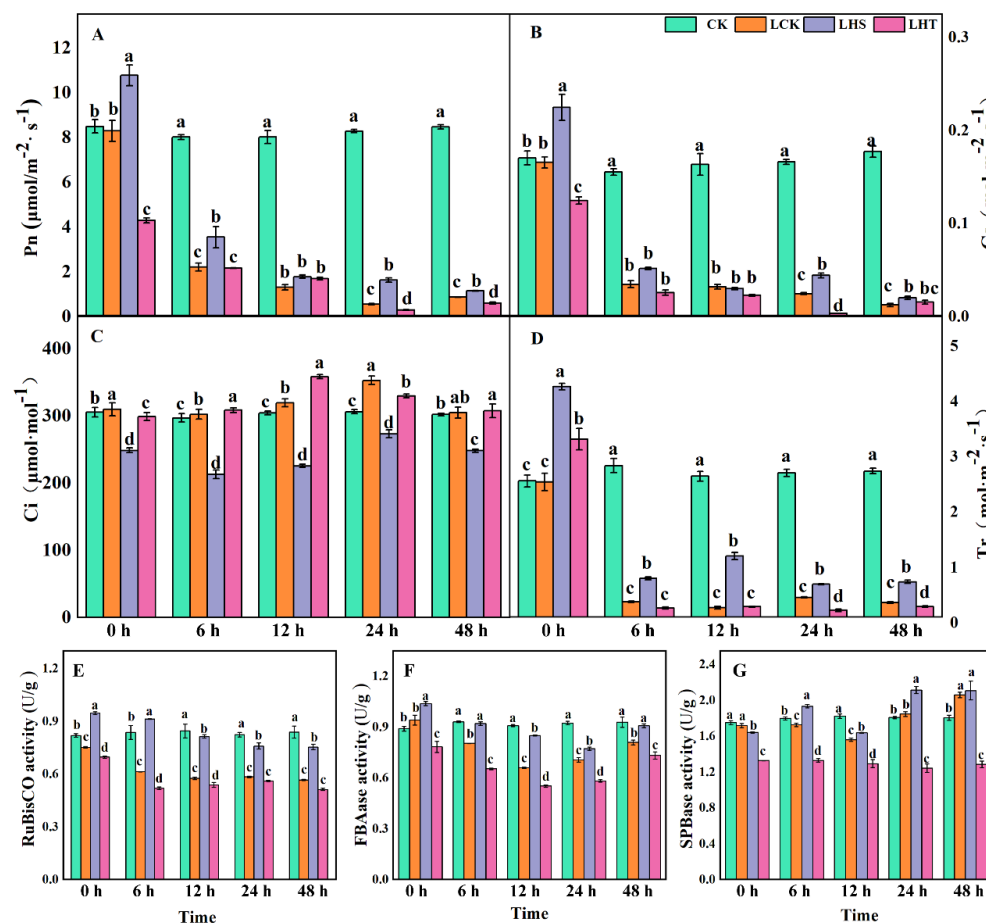 A
B
CK LCK LHS LHT
Pn (μmol/m⁻²· s⁻¹)
12
10
8
6
4
2
0
b b a c
a c b c
a b b b
a c b d
a c b d
0.3
0.2
0.1
0.0
b b a c
a b b b
a b b b
a c b d
a c b bc
C
D
Ci (μmol·mol⁻¹)
400
300
200
100
0
b a d c
c b d a
c b d a
c a d b
b ab c a
Tr (mol·m⁻²·s⁻¹)
5
4
3
2
1
0
c c a b
a c b c
a c b c
a c b d
a c b d
0 h 6 h 12 h 24 h 48 h
0 h 6 h 12 h 24 h 48 h
E
RuBisCO activity (U/g)
1.2
0.9
0.6
0.3
0.0
b c a d
b c a d
a c b d
a c b d
a c b d
0 h 6 h 12 h 24 h 48 h
Time
F
FBAase activity (U/g)
1.2
0.9
0.6
0.3
0.0
b b a c
a b a c
a c b d
a c b d
a b a c
0 h 6 h 12 h 24 h 48 h
Time
G
SPBase activity (U/g)
2.4
2.0
1.6
1.2
0.8
0.4
0.0
a a b c
b c a d
a c b d
b b a c
b a a c
0 h 6 h 12 h 24 h 48 h
Time